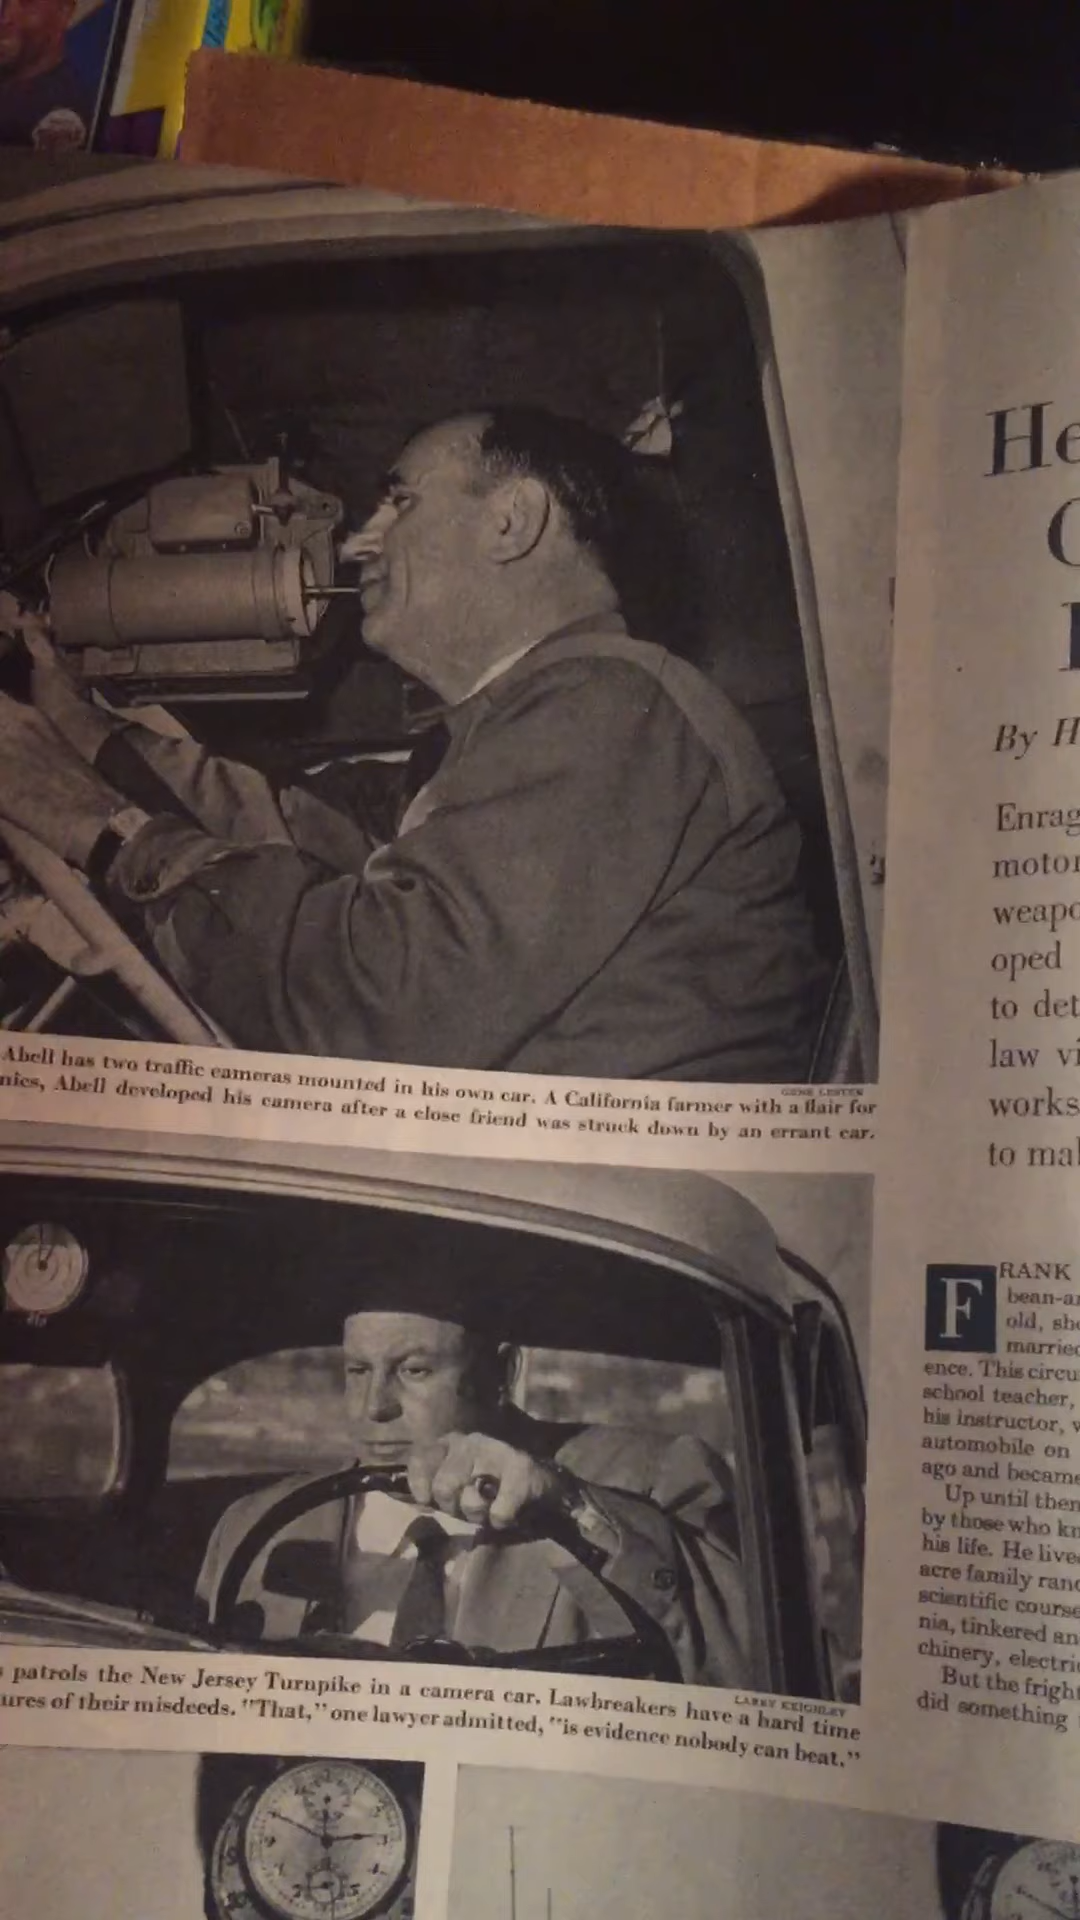 GENE LESTER
Abell has two traffic cameras mounted in his own car. A California farmer with a flair for
nics, Abell developed his camera after a close friend was struck down by an errant car.
LARRY KEIGHLEY
s patrols the New Jersey Turnpike in a camera car. Lawbreakers have a hard time
ures of their misdeeds. "That," one lawyer admitted, "is evidence nobody can beat."
He
By H
Enrag
motor
weapo
oped
to det
law vi
works
to mak
FRANK
bean-a
old, sh
married
ence. This circu
school teacher,
his instructor, w
automobile on
ago and became
Up until then
by those who kn
his life. He live
acre family ranc
scientific course
nia, tinkered an
chinery, electric
But the fright
did something